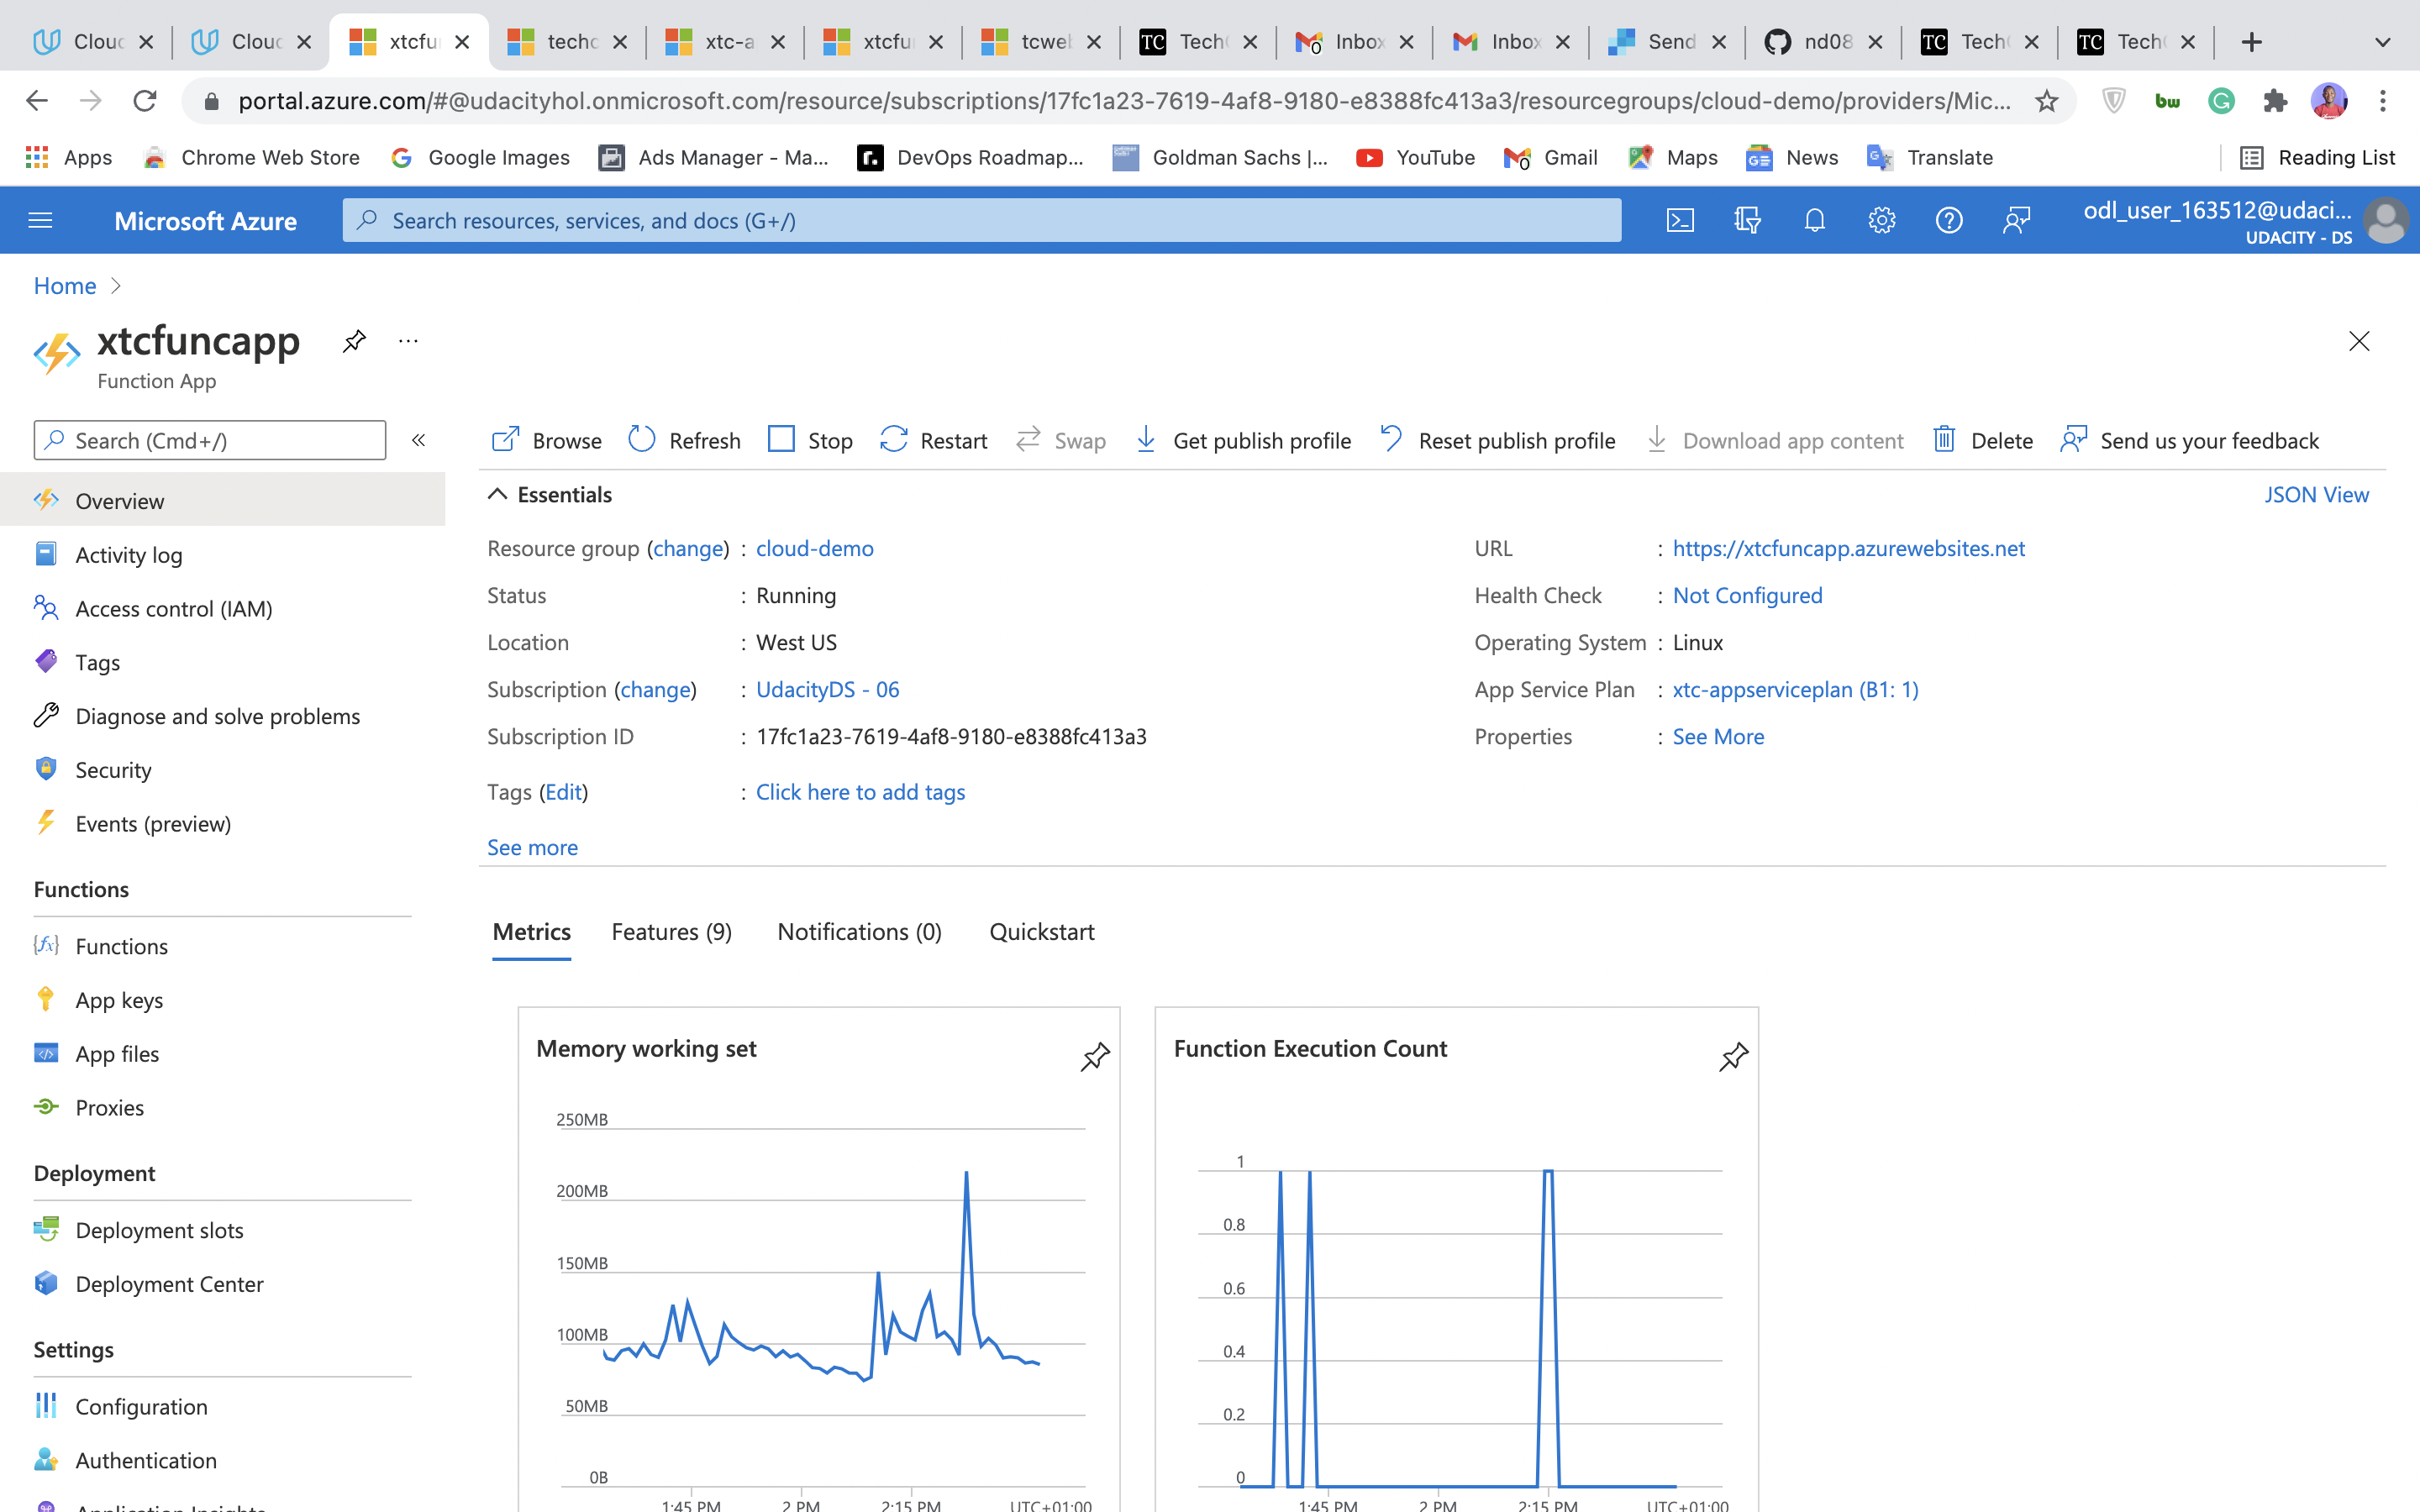 Clouc
Clouc
xtcfu
techc
xtc-a
xtcfu
tcwe
TC Tech
Inbox
Inbox
Send
nd08
TC Tech
TC Tech
portal.azure.com/#@udacityhol.onmicrosoft.com/resource/subscriptions/17fc1a23-7619-4af8-9180-e8388fc413a3/resourcegroups/cloud-demo/providers/Mic...
bw
Apps
Chrome Web Store
Google Images
Ads Manager - Ma...
r. DevOps Roadmap...
Goldman Sachs |...
YouTube
Gmail
Maps
News
Translate
Reading List
Microsoft Azure
Search resources, services, and docs (G+/)
odl_user_163512@udaci...
UDACITY - DS
Home >
xtcfuncapp
...
Function App
Search (Cmd+/)
«
Browse
Refresh
Stop
Restart
Swap
Get publish profile
Reset publish profile
Download app content
Delete
Send us your feedback
Overview
Activity log
Access control (IAM)
Tags
Diagnose and solve problems
Security
Events (preview)
Functions
Functions
App keys
App files
Proxies
Deployment
Deployment slots
Deployment Center
Settings
Configuration
Authentication
Application Insights
Essentials
JSON View
Resource group (change) : cloud-demo
Status : Running
Location : West US
Subscription (change) : UdacityDS - 06
Subscription ID : 17fc1a23-7619-4af8-9180-e8388fc413a3
Tags (Edit) : Click here to add tags
See more
URL : https://xtcfuncapp.azurewebsites.net
Health Check : Not Configured
Operating System : Linux
App Service Plan : xtc-appserviceplan (B1: 1)
Properties : See More
Metrics
Features (9)
Notifications (0)
Quickstart
Memory working set
250MB
200MB
150MB
100MB
50MB
0B
1:45 PM
2 PM
2:15 PM
UTC+01:00
Function Execution Count
1
0.8
0.6
0.4
0.2
0
1:45 PM
2 PM
2:15 PM
UTC+01:00